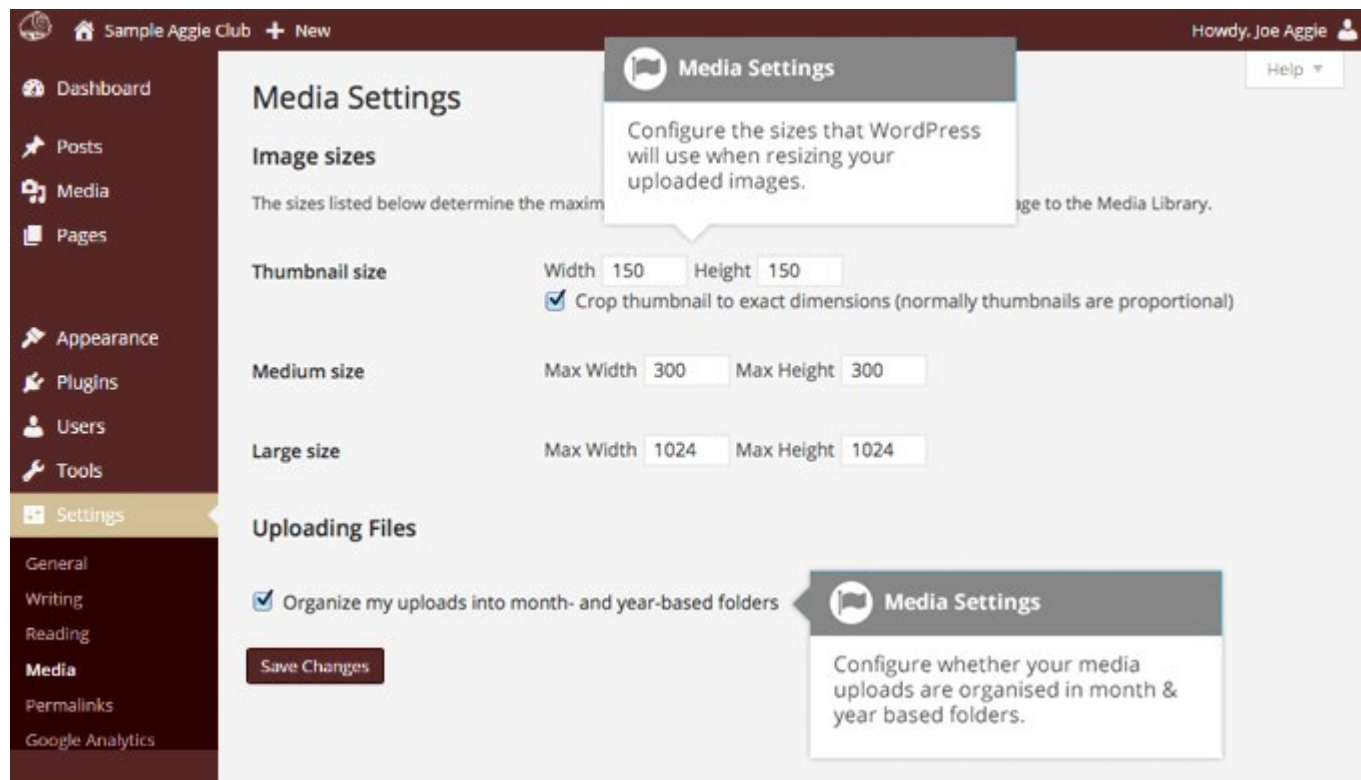 Sample Aggie Club + New
Howdy, Joe Aggie
Dashboard
Posts
Media
Pages
Appearance
Plugins
Users
Tools
Settings
General
Writing
Reading
Media
Permalinks
Google Analytics
Help
Media Settings
Image sizes
The sizes listed below determine the maxim
age to the Media Library.
Media Settings
Configure the sizes that WordPress
will use when resizing your
uploaded images.
Thumbnail size Width 150 Height 150
Crop thumbnail to exact dimensions (normally thumbnails are proportional)
Medium size Max Width 300 Max Height 300
Large size Max Width 1024 Max Height 1024
Uploading Files
Organize my uploads into month- and year-based folders
Media Settings
Configure whether your media
uploads are organised in month &
year based folders.
Save Changes